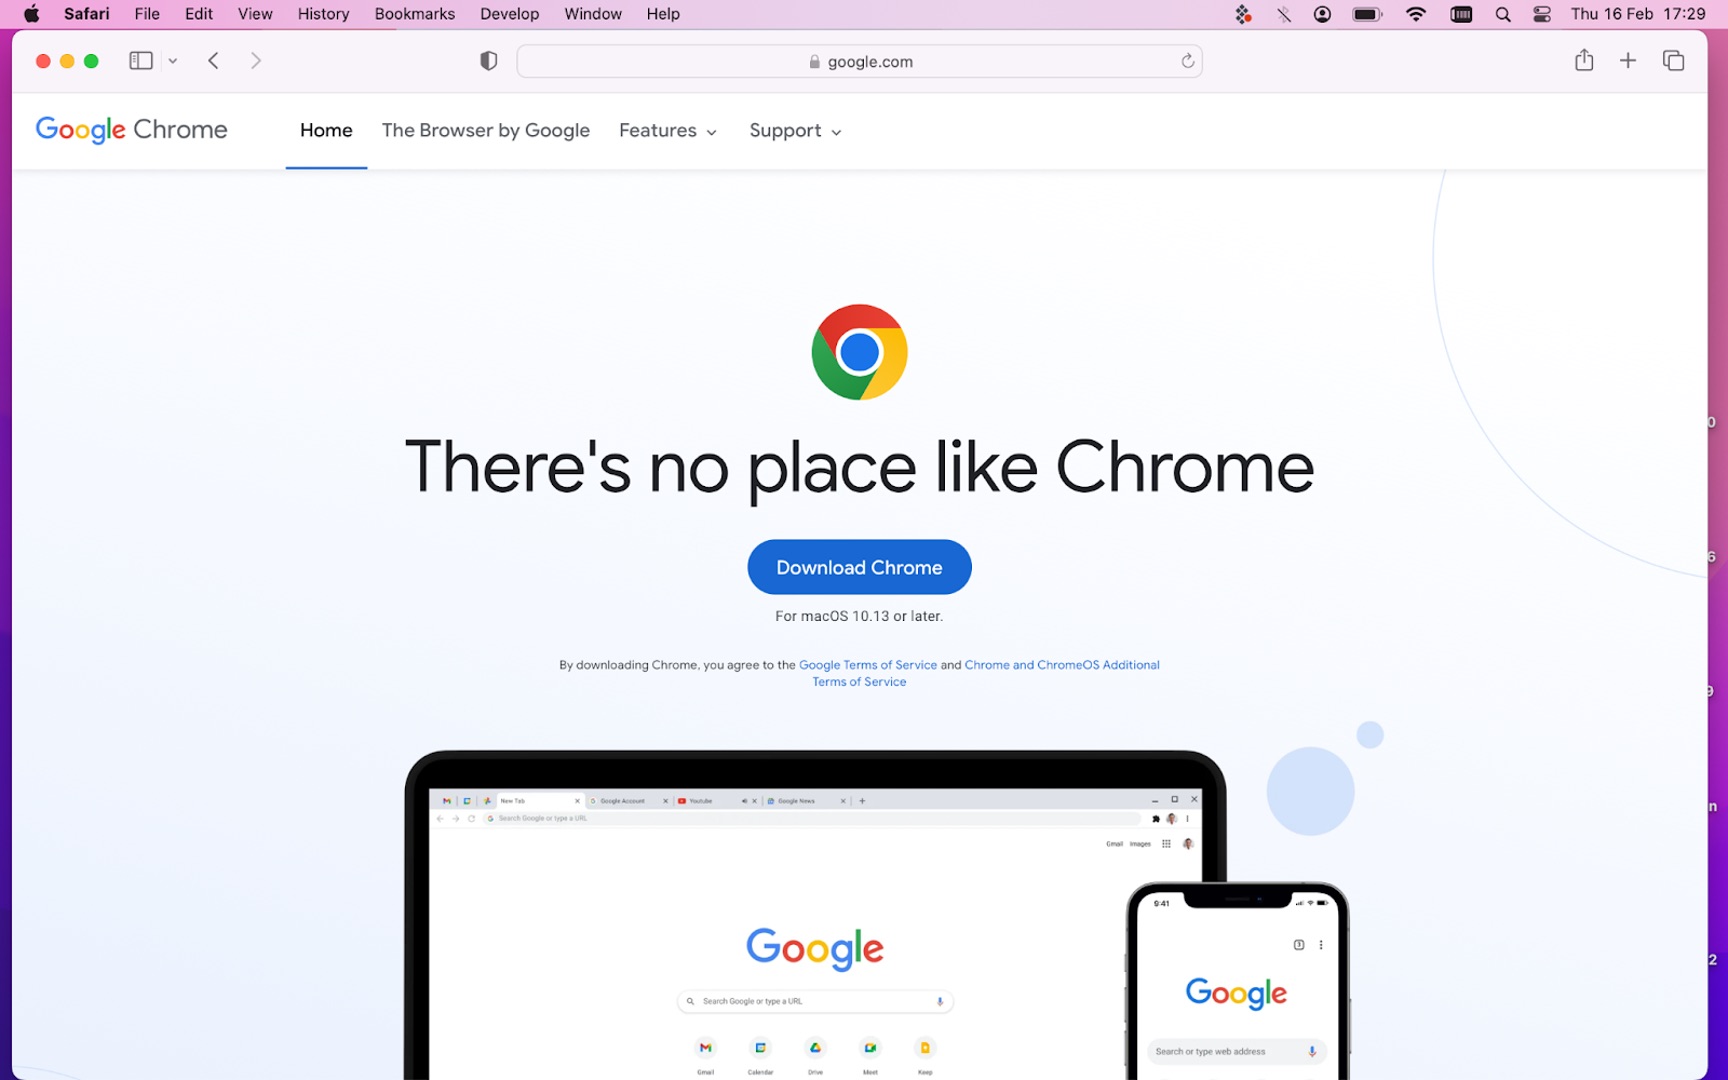 Safari File Edit View History Bookmarks Develop Window Help Thu 16 Feb 17:29
google.com
Google Chrome Home The Browser by Google Features Support
There's no place like Chrome
Download Chrome
For macOS 10.13 or later.
By downloading Chrome, you agree to the Google Terms of Service and Chrome and ChromeOS Additional
Terms of Service
New Tab Google Account Youtube Google News
Search Google or type a URL
Gmail Images
9:41
Google
Google
Search Google or type a URL
Search or type web address
Gmail Calendar Drive Meet Keep